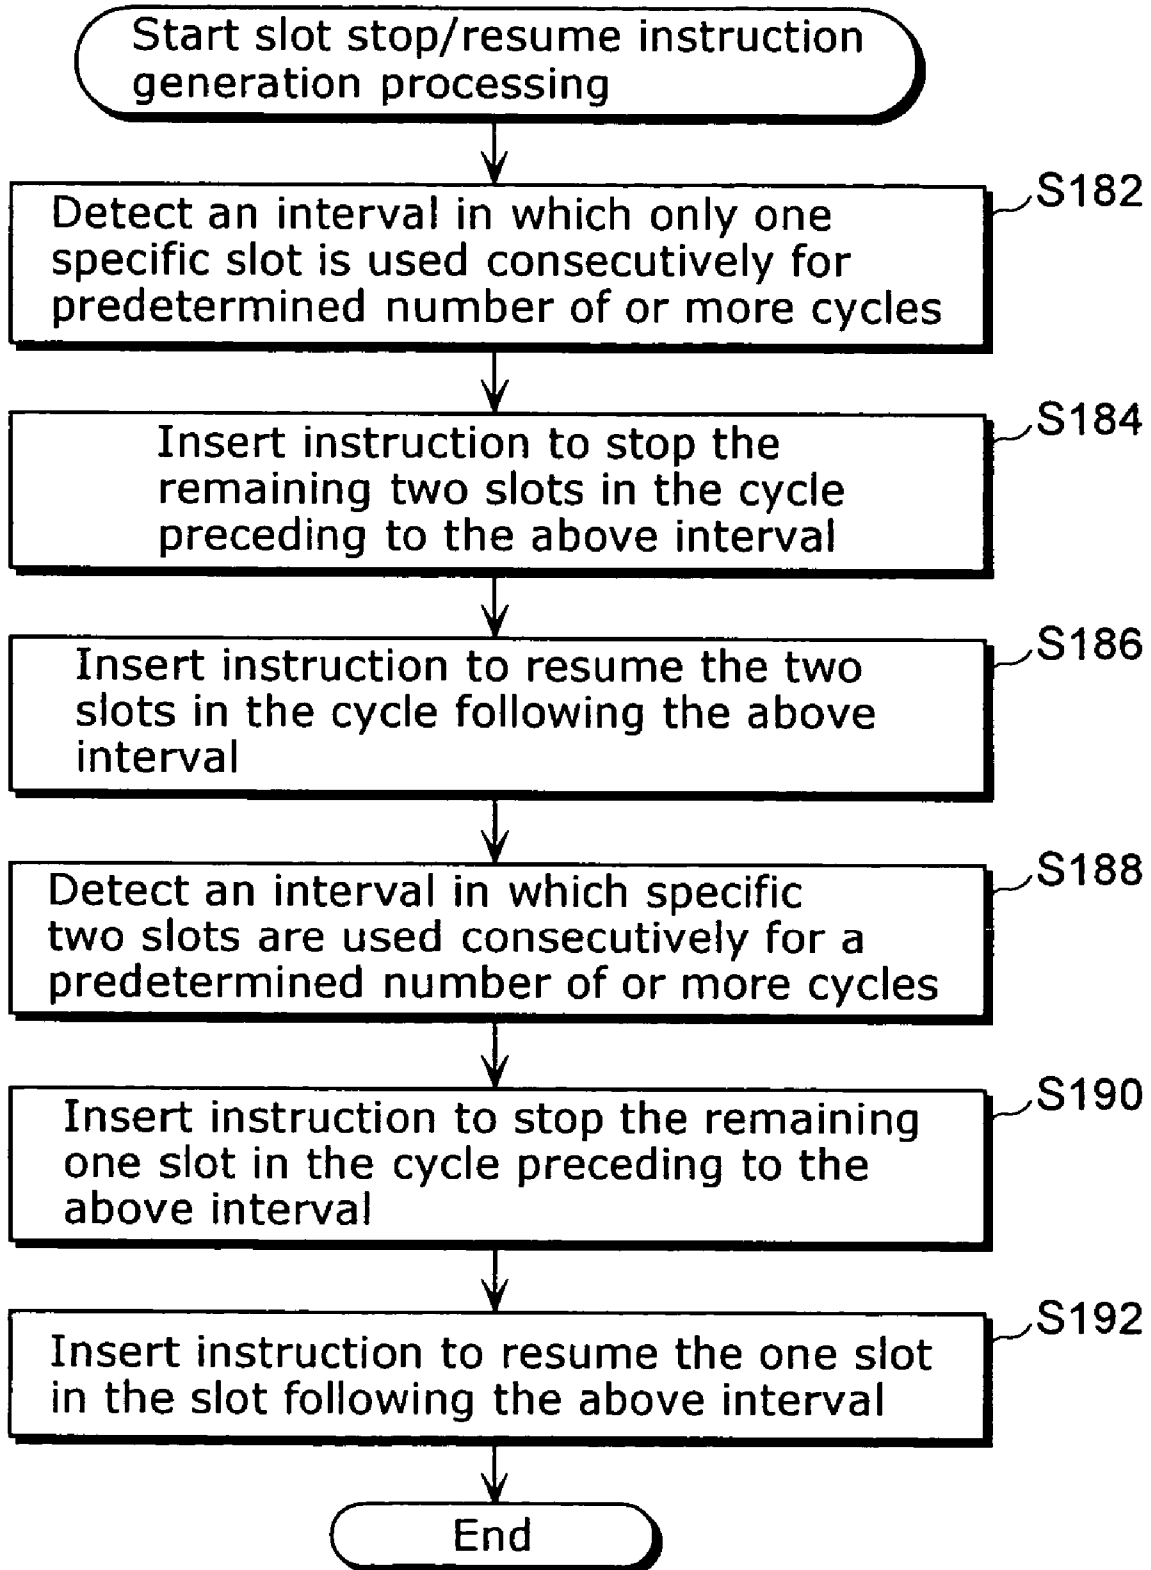 Start slot stop/resume instruction
generation processing
S182
Detect an interval in which only one
specific slot is used consecutively for
predetermined number of or more cycles
S184
Insert instruction to stop the
remaining two slots in the cycle
preceding to the above interval
S186
Insert instruction to resume the two
slots in the cycle following the above
interval
S188
Detect an interval in which specific
two slots are used consecutively for a
predetermined number of or more cycles
S190
Insert instruction to stop the remaining
one slot in the cycle preceding to the
above interval
S192
Insert instruction to resume the one slot
in the slot following the above interval
End